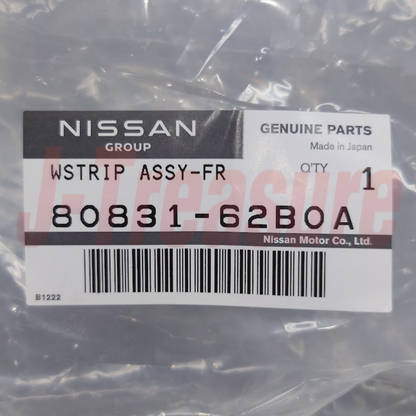 NISSAN
GROUP
GENUINE PARTS
Made in Japan
WSTRIP ASSY-FR
Q'TY
1
80831-62B0A
Nissan Motor Co., Ltd.
B1222
J-Treasure